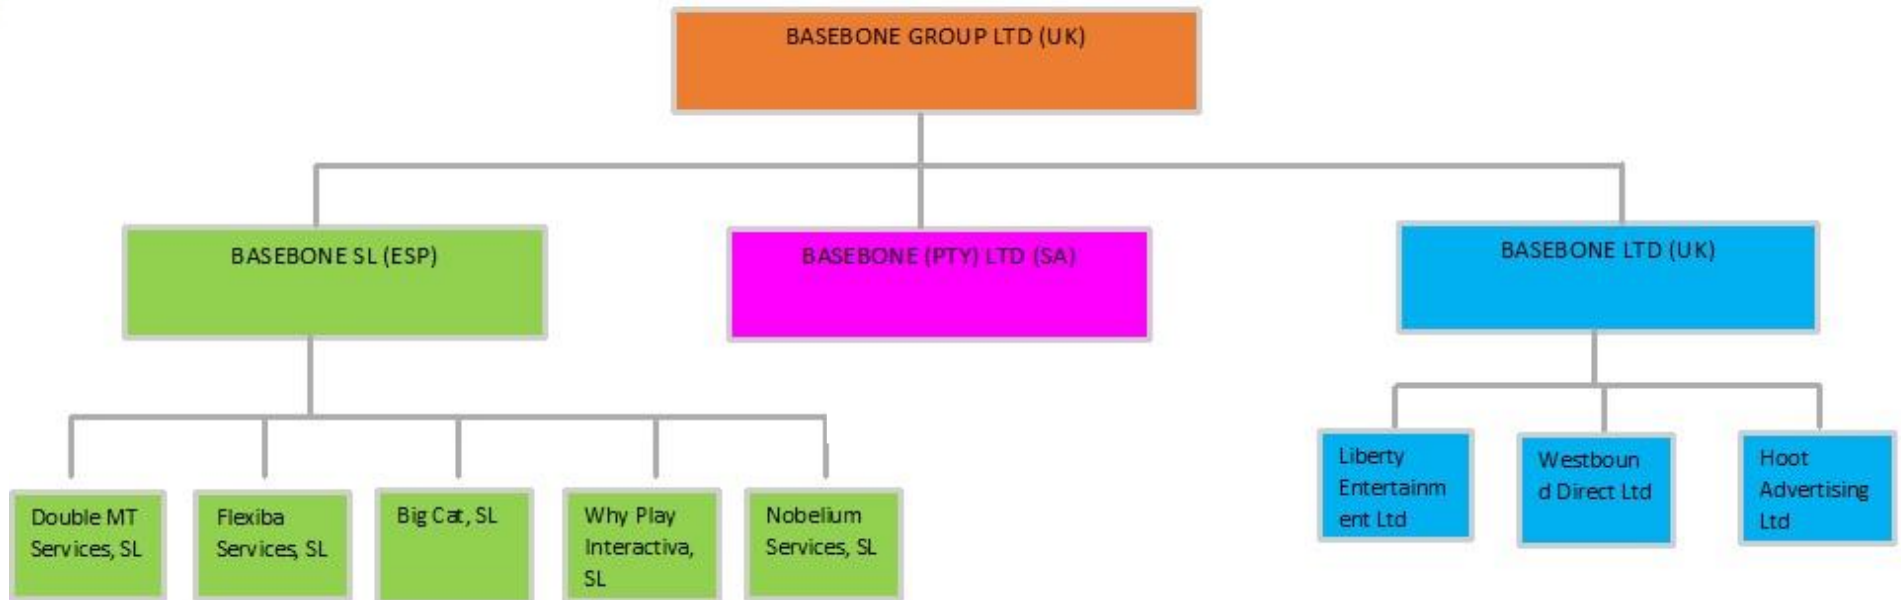 BASEBONE GROUP LTD (UK)
BASEBONE SL (ESP)
BASEBONE (PTY) LTD (SA)
BASEBONE LTD (UK)
Double MT
Services, SL
Flexiba
Services, SL
Big Cat, SL
Why Play
Interactiva,
SL
Nobelium
Services, SL
Liberty
Entertainm
ent Ltd
Westboun
d Direct Ltd
Hoot
Advertising
Ltd